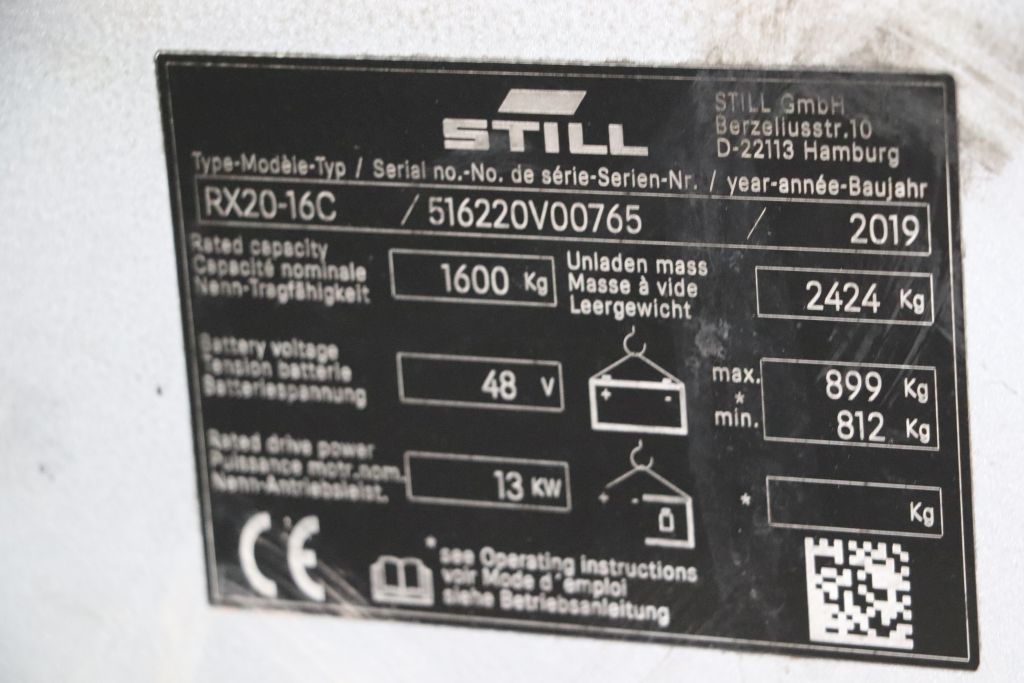 STILL
STILL GmbH
Berzeliusstr.10
D-22113 Hamburg
Type-Modèle-Typ / Serial no.-No. de série-Serien-Nr. / year-année-Baujahr
RX20-16C / 516220V00765 / 2019
Rated capacity
Capacité nominale
Nenn-Tragfähigkeit
1600 Kg
Unladen mass
Masse à vide
Leergewicht
2424 Kg
Battery voltage
Tension batterie
Batteriespannung
48 V
+ -
max. 899 Kg
*
min. 812 Kg
Rated drive power
Puissance motr.nom.
Nenn-Antriebsleist.
13 KW
+ -
* Kg
CE
* see Operating instructions
voir Mode d'émploi
siehe Betriebsanleitung